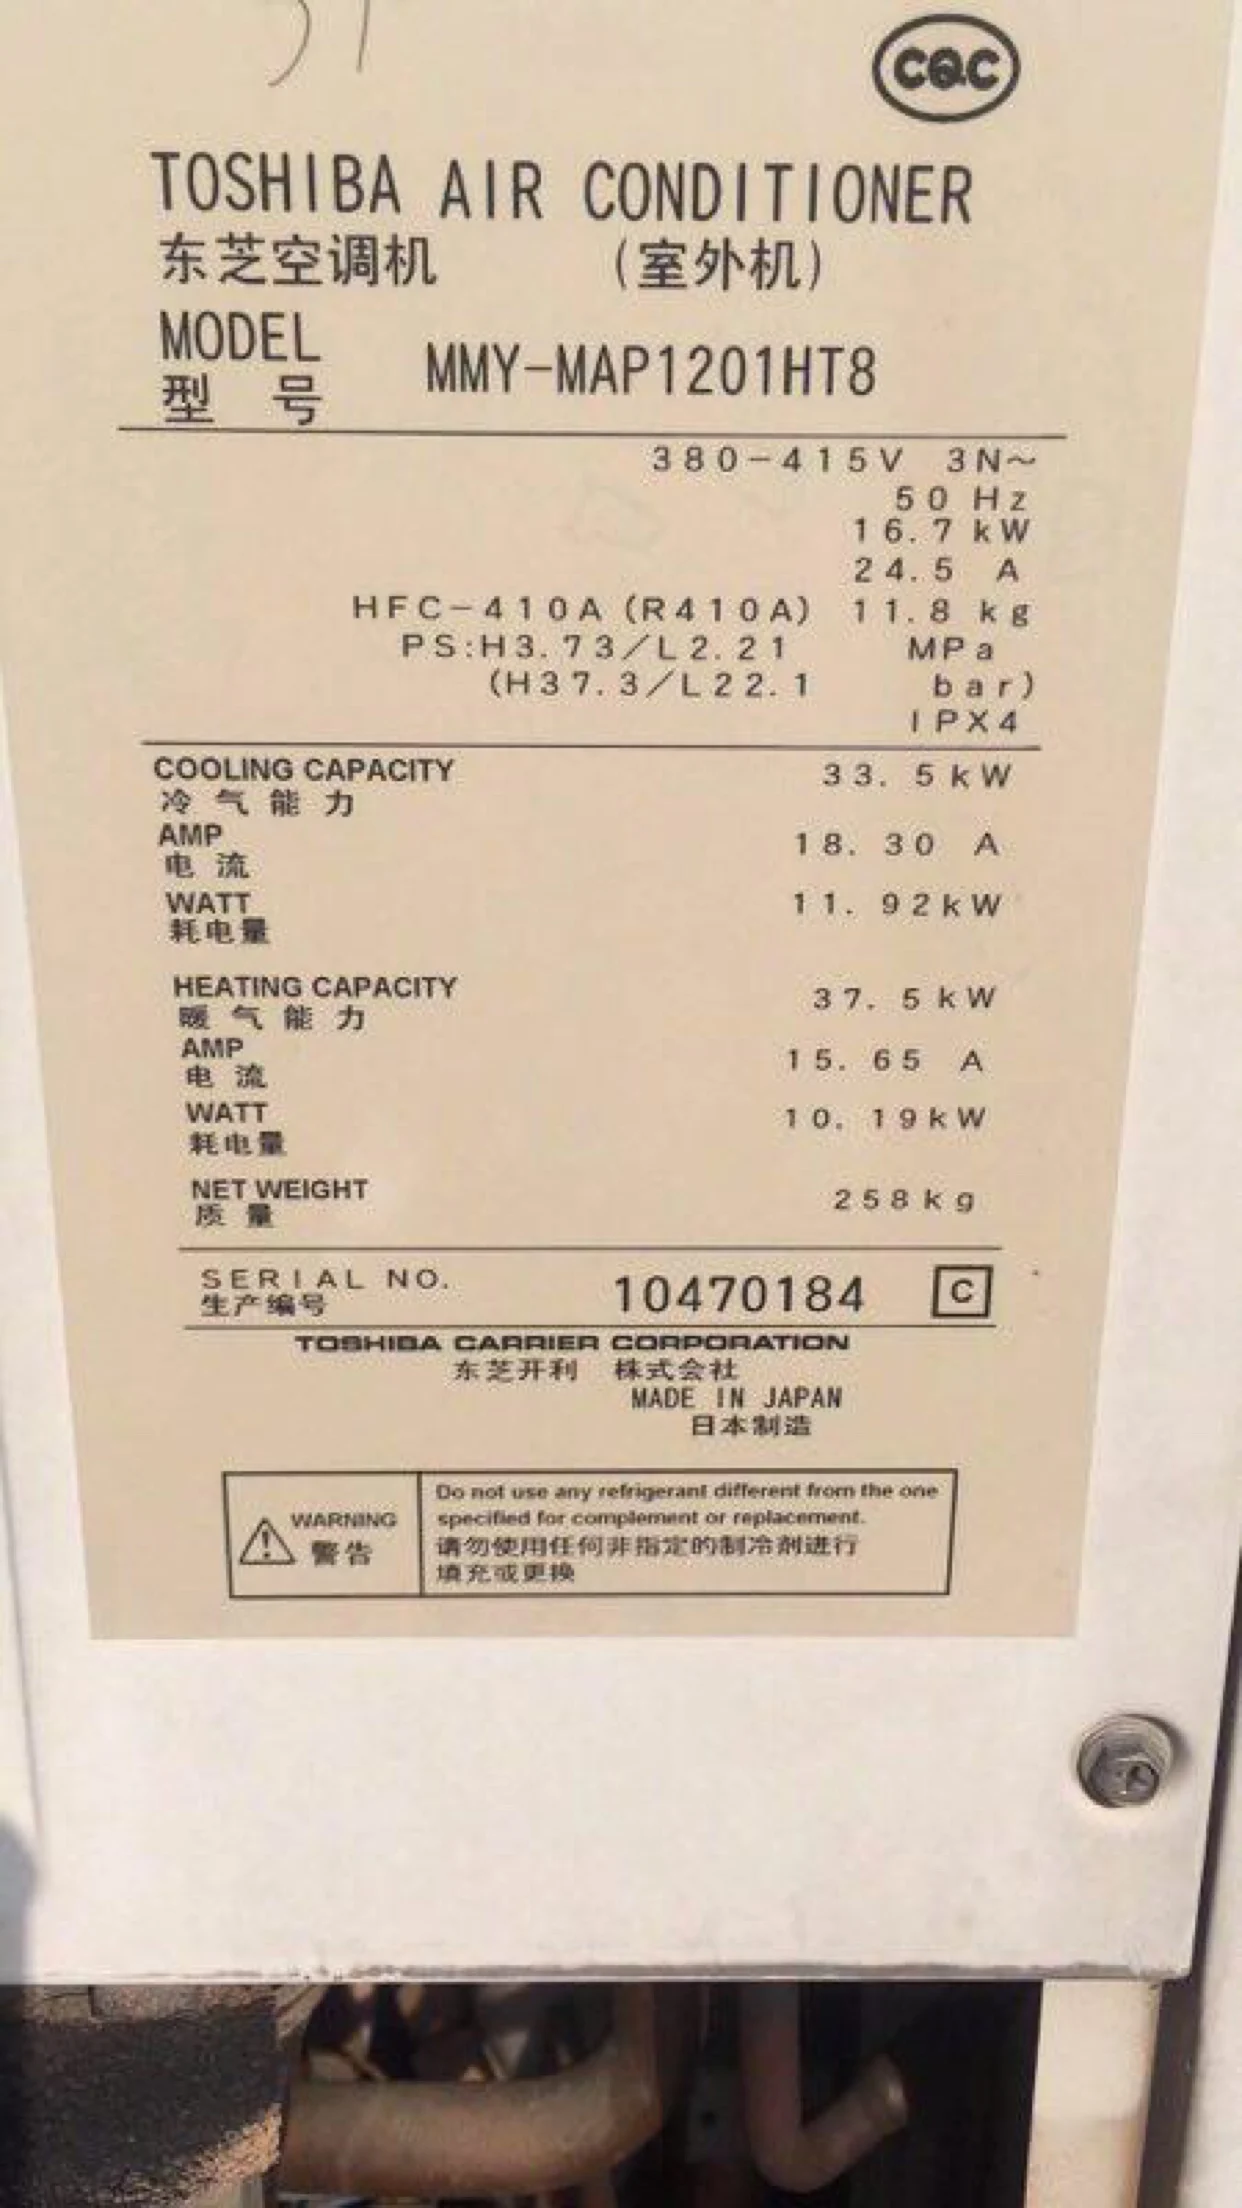 CQC
TOSHIBA AIR CONDITIONER
东芝空调机 (室外机)
MODEL
型 号 MMY-MAP1201HT8
380-415V 3N~
50 Hz
16.7 kW
24.5 A
HFC-410A (R410A) 11.8 kg
PS:H3.73/L2.21 MPa
(H37.3/L22.1 bar)
IPX4
COOLING CAPACITY 33.5kW
冷气能力
AMP 18.30 A
电 流
WATT 11.92kW
耗电量
HEATING CAPACITY 37.5kW
暖气能力
AMP 15.65 A
电 流
WATT 10.19kW
耗电量
NET WEIGHT 258kg
质 量
SERIAL NO. 10470184 C
生产编号
TOSHIBA CARRIER CORPORATION
东芝开利 株式会社
MADE IN JAPAN
日本制造
WARNING
警告
Do not use any refrigerant different from the one
specified for complement or replacement.
请勿使用任何非指定的制冷剂进行
填充或更换